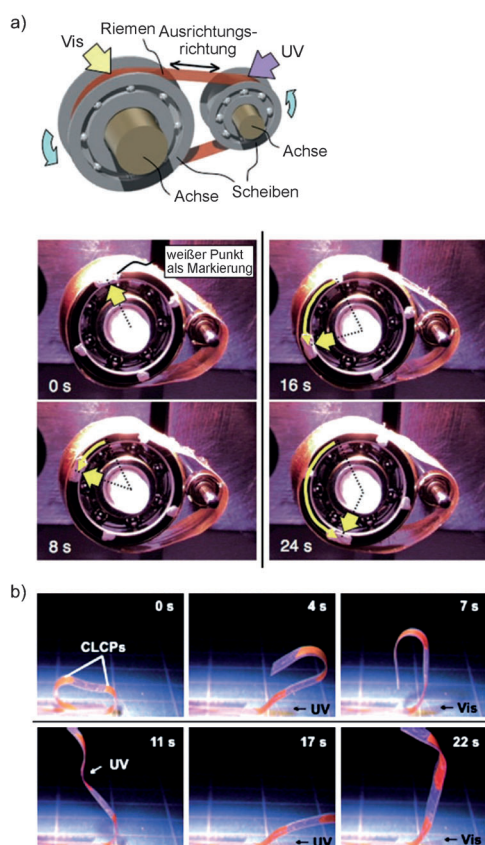 a)
Vis
Riemen
Ausrichtungs-
richtung
UV
Achse
Achse
Scheiben
weißer Punkt
als Markierung
0 s
16 s
8 s
24 s
b)
0 s
CLCPs
4 s
UV
7 s
Vis
11 s
UV
17 s
UV
22 s
Vis